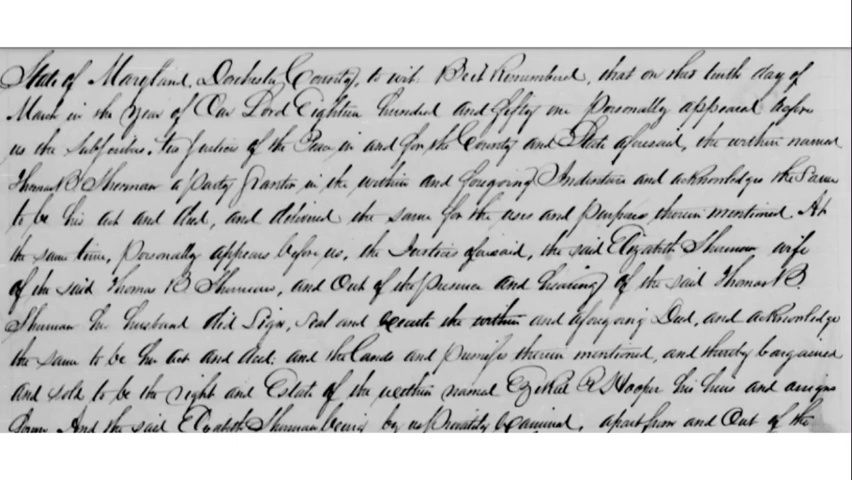 State of Maryland, Dorchester County, to wit. Be it Remembered, that on this tenth day of
March in the year of Our Lord Eighteen hundred and fifty one personally appeared before
us the Subscribers, two Justices of the Peace in and for the County and State aforesaid, the within named
Thomas B Sherman a party Grantor in the within and foregoing Indenture and acknowledges the Same
to be his act and deed, and delivered the same for the uses and purposes therein mentioned. At
the same time, personally appears before us, the Justices aforesaid, the said Elizabeth Sherman wife
of the said Thomas B. Sherman, and Out of the presence and hearing of the said Thomas B.
Sherman her husband did Sign, Seal and execute the within and aforegoing Deed, and acknowledge
the same to be her act and deed, and the Lands and premises therein mentioned, and thereby bargained
and sold to be the right and Estate of the within named Ezekiel R Hooper his heirs and assigns
And the said Elizabeth Sherman being by us privately examined, apart from and Out of the